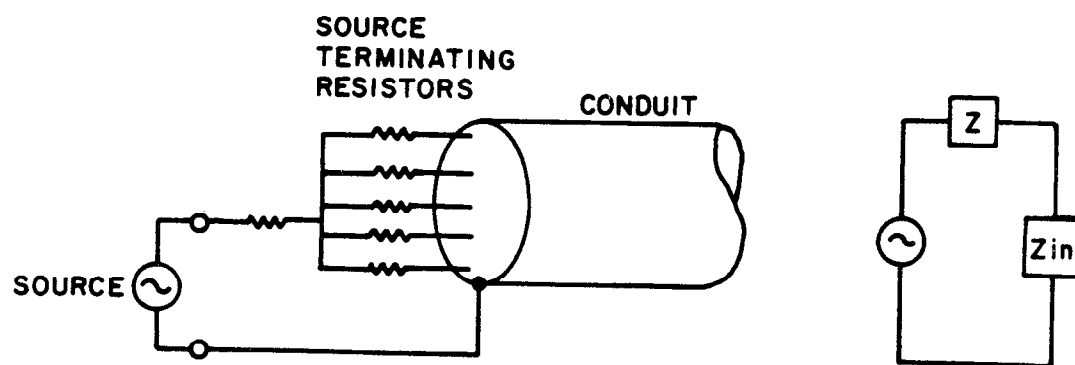 SOURCE
TERMINATING
RESISTORS
CONDUIT
Z
SOURCE
Zin